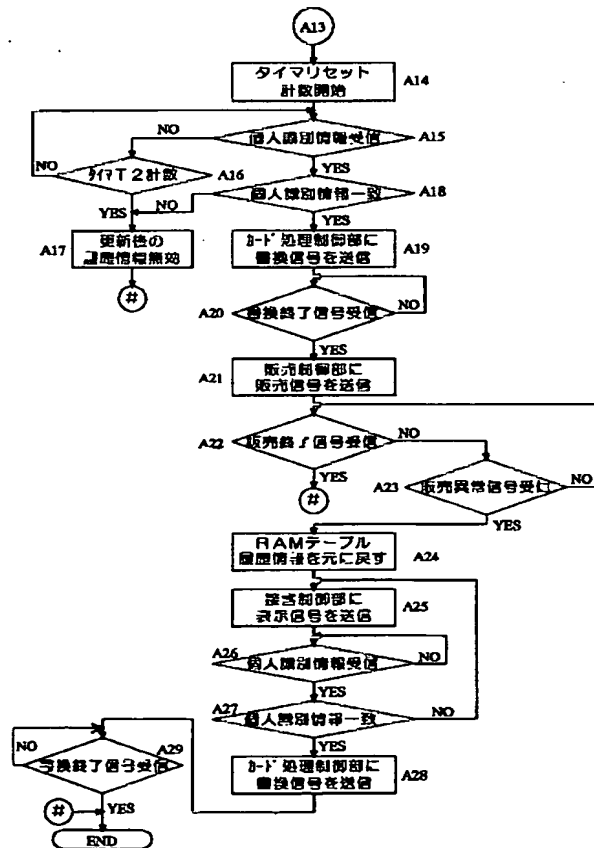 A13
タイマリセット
計数開始
A14
個人識別情報受信
A15
NO
YES
NO
タイマT2計数
A16
個人識別情報一致
A18
YES
NO
YES
A17
更新後の
履歴情報無効
#
カード処理制御部に
書換信号を送信
A19
A20
書換終了信号受信
NO
YES
A21
販売制御部に
販売信号を送信
A22
販売終了信号受信
NO
YES
#
A23
販売異常信号受信
NO
YES
RAMテーブル
履歴情報を元に戻す
A24
制御部に
表示信号を送信
A25
A26
個人識別情報受信
NO
YES
A27
個人識別情報一致
NO
YES
カード処理制御部に
書換信号を送信
A28
A29
NO
書換終了信号受信
#
YES
END